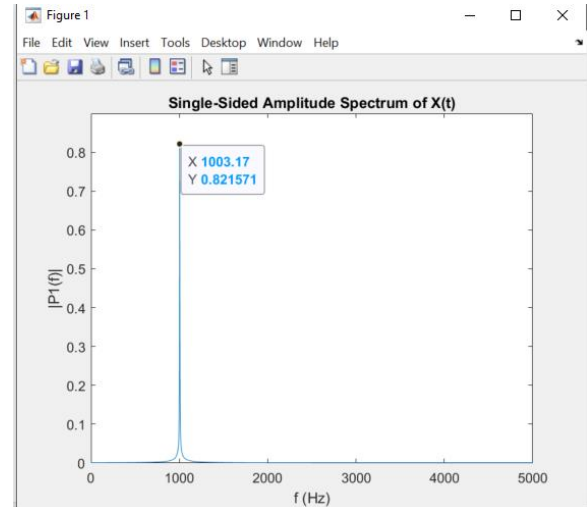 Figure 1
File Edit View Insert Tools Desktop Window Help
Single-Sided Amplitude Spectrum of X(t)
X 1003.17
Y 0.821571
|P1(f)|
0.8
0.7
0.6
0.5
0.4
0.3
0.2
0.1
0
0 1000 2000 3000 4000 5000
f (Hz)